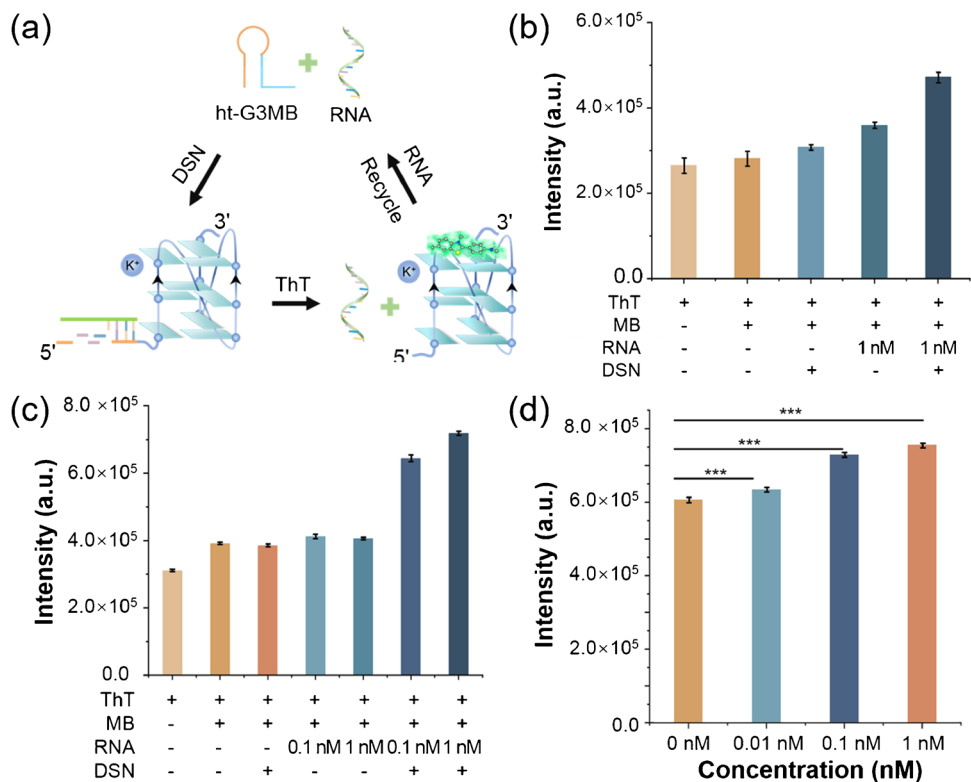 (a)
ht-G3MB
RNA
DSN
RNA
Recycle
3'
K+
5'
ThT
3'
K+
5'
(b)
Intensity (a.u.)
6.0×10⁵
4.0×10⁵
2.0×10⁵
0.0
ThT + + + + +
MB - + + + +
RNA - - - 1 nM 1 nM
DSN - - + - +
(c)
Intensity (a.u.)
8.0×10⁵
6.0×10⁵
4.0×10⁵
2.0×10⁵
0.0
ThT + + + + + + +
MB - + + + + + +
RNA - - - 0.1 nM 1 nM 0.1 nM 1 nM
DSN - - + - - + +
(d)
Intensity (a.u.)
8.0×10⁵
6.0×10⁵
4.0×10⁵
2.0×10⁵
0.0
***
***
***
0 nM 0.01 nM 0.1 nM 1 nM
Concentration (nM)